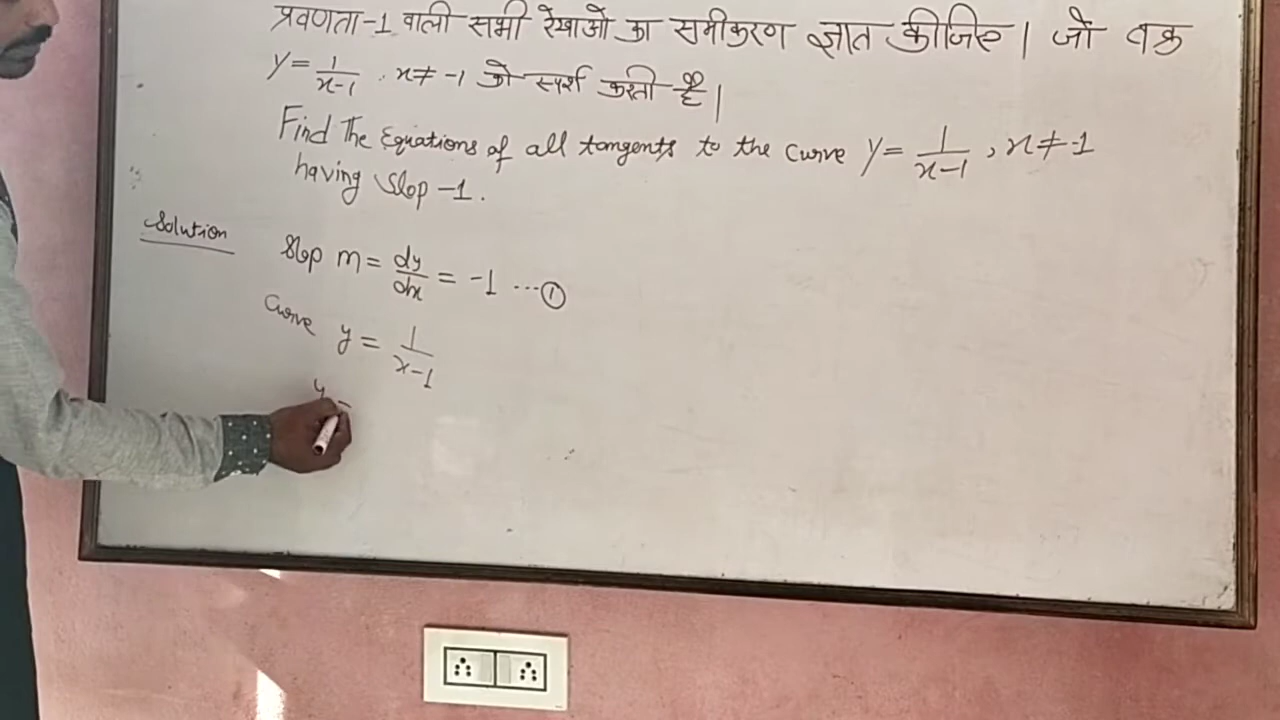 प्रवणता -1 वाली सभी रेखाओं का समीकरण ज्ञात कीजिए। जो वक्र
y = 1/(x-1) . x ≠ -1 को स्पर्श करती है।
Find The Equations of all tangents to the curve y = 1/(x-1) , x ≠ -1
having Slop -1.
Solution
Slop m = dy/dx = -1 ...①
Curve y = 1/(x-1)
y =